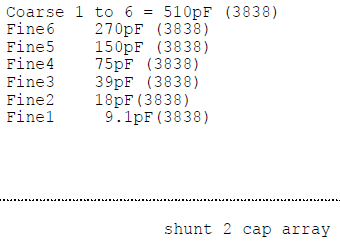 Coarse 1 to 6 = 510pF (3838)
Fine6 270pF (3838)
Fine5 150pF (3838)
Fine4 75pF (3838)
Fine3 39pF (3838)
Fine2 18pF(3838)
Fine1 9.1pF(3838)
shunt 2 cap array